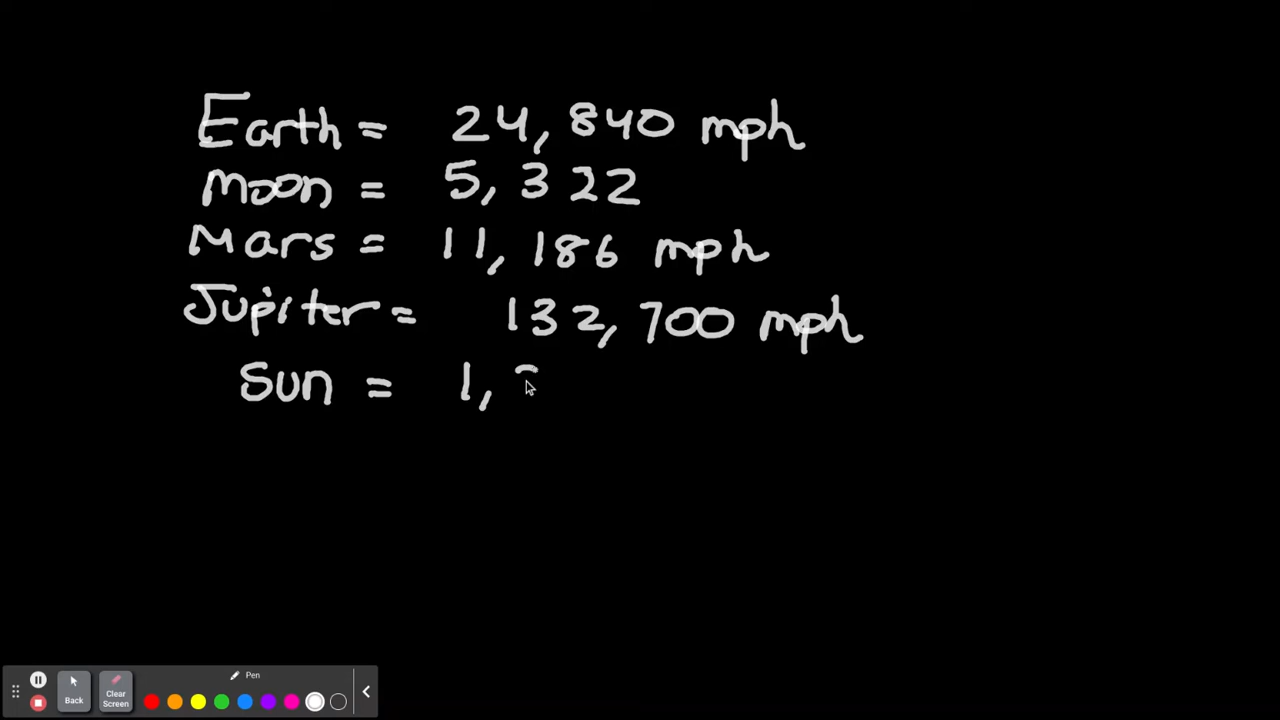 Earth = 24,840 mph
Moon = 5,322
Mars = 11,186 mph
Jupiter = 132,700 mph
Sun = 1,
Pen
Back
Clear
Screen